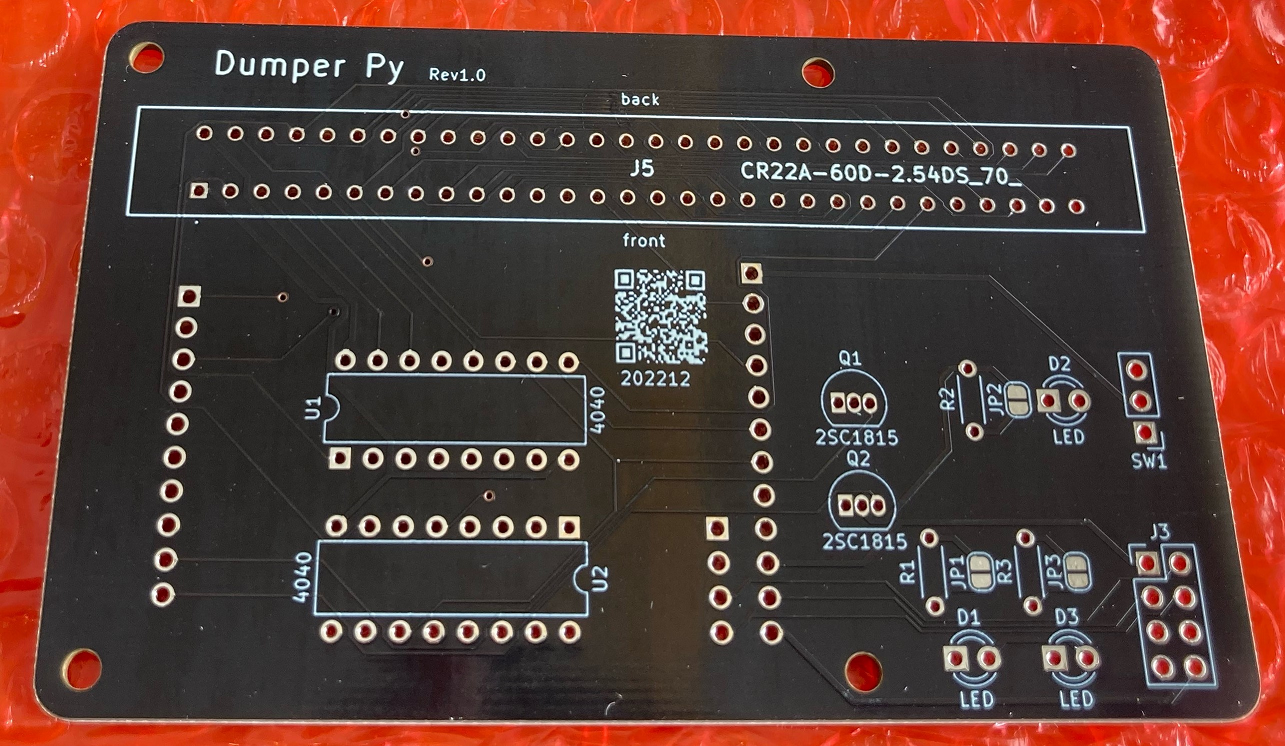 Dumper Py Rev1.0
back
J5 CR22A-60D-2.54DS_70_
front
202212
U1 4040
4040 U2
Q1
2SC1815
Q2
2SC1815
R2 JP2
D2
LED
SW1
R1 JP1 R3 JP3
J3
D1 D3
LED LED